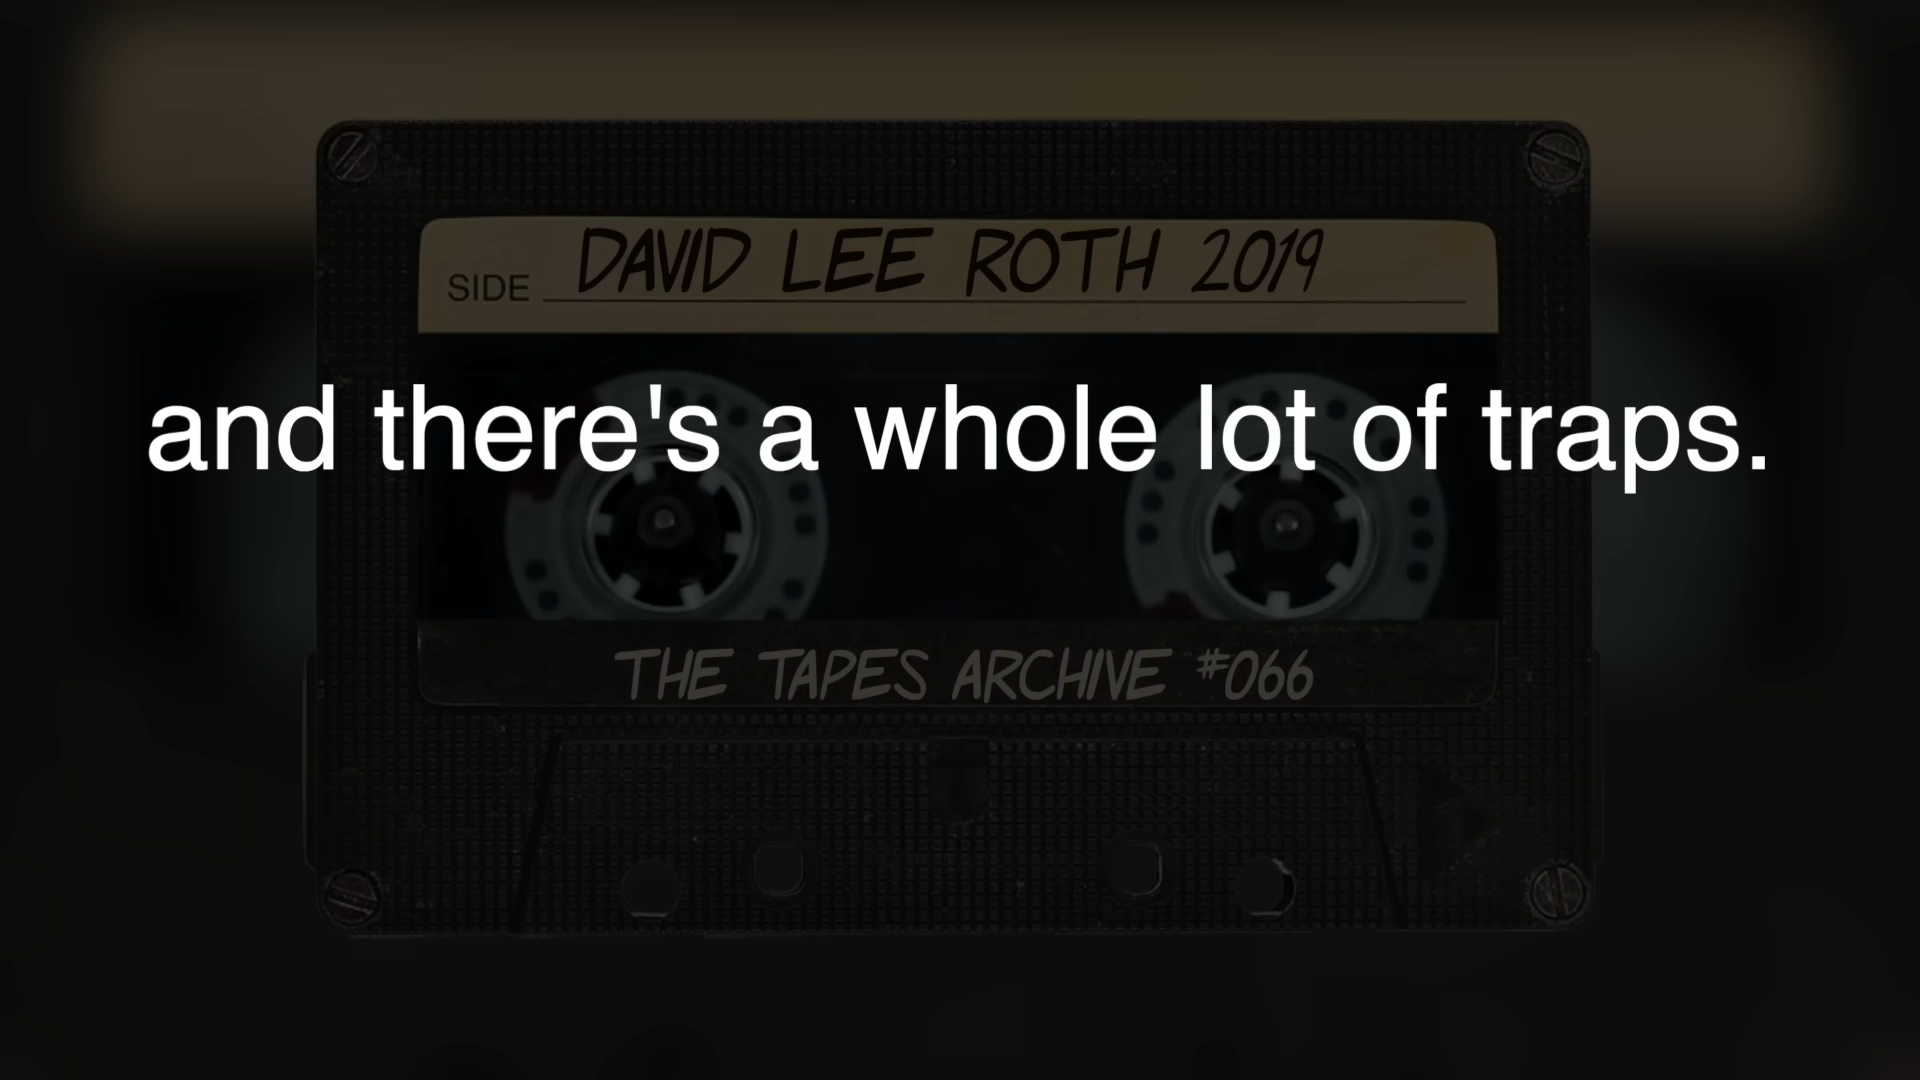 SIDE DAVID LEE ROTH 2019
and there's a whole lot of traps.
THE TAPES ARCHIVE #066